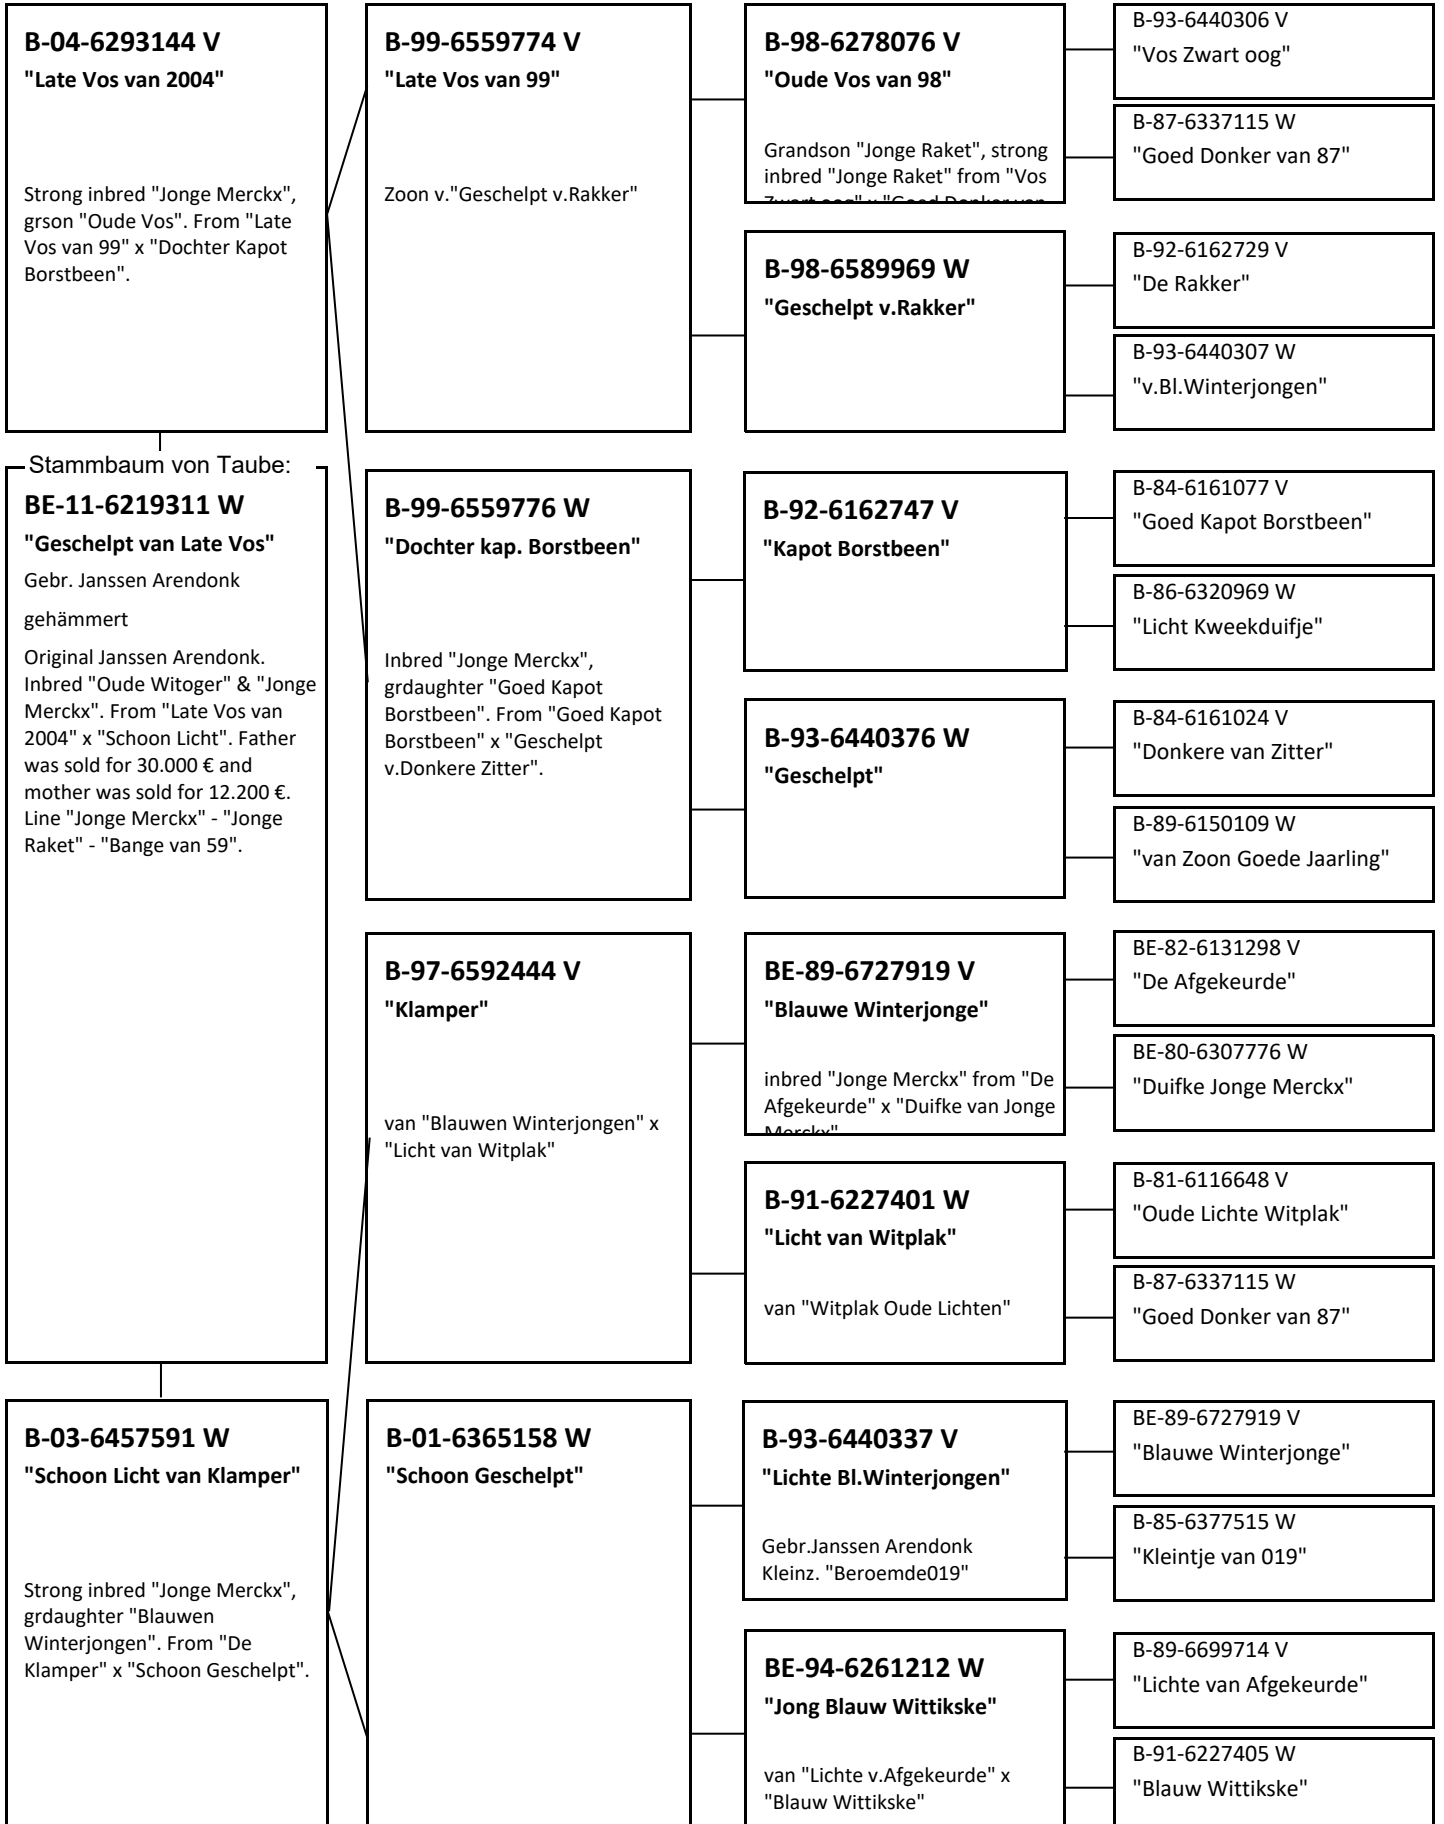 B-04-6293144 V
"Late Vos van 2004"
Strong inbred "Jonge Merckx",
grson "Oude Vos". From "Late
Vos van 99" x "Dochter Kapot
Borstbeen".
Stammbaum von Taube:
BE-11-6219311 W
"Geschelpt van Late Vos"
Gebr. Janssen Arendonk
gehämmert
Original Janssen Arendonk.
Inbred "Oude Witoger" & "Jonge
Merckx". From "Late Vos van
2004" x "Schoon Licht". Father
was sold for 30.000 € and
mother was sold for 12.200 €.
Line "Jonge Merckx" - "Jonge
Raket" - "Bange van 59".
B-03-6457591 W
"Schoon Licht van Klamper"
Strong inbred "Jonge Merckx",
grdaughter "Blauwen
Winterjongen". From "De
Klamper" x "Schoon Geschelpt".
B-99-6559774 V
"Late Vos van 99"
Zoon v."Geschelpt v.Rakker"
B-99-6559776 W
"Dochter kap. Borstbeen"
Inbred "Jonge Merckx",
grdaughter "Goed Kapot
Borstbeen". From "Goed Kapot
Borstbeen" x "Geschelpt
v.Donkere Zitter".
B-97-6592444 V
"Klamper"
van "Blauwen Winterjongen" x
"Licht van Witplak"
B-01-6365158 W
"Schoon Geschelpt"
B-98-6278076 V
"Oude Vos van 98"
Grandson "Jonge Raket", strong
inbred "Jonge Raket" from "Vos
Zwart oog" x "Goed Donker van
B-98-6589969 W
"Geschelpt v.Rakker"
B-92-6162747 V
"Kapot Borstbeen"
B-93-6440376 W
"Geschelpt"
BE-89-6727919 V
"Blauwe Winterjonge"
inbred "Jonge Merckx" from "De
Afgekeurde" x "Duifke van Jonge
Merckx"
B-91-6227401 W
"Licht van Witplak"
van "Witplak Oude Lichten"
B-93-6440337 V
"Lichte Bl.Winterjongen"
Gebr.Janssen Arendonk
Kleinz. "Beroemde019"
BE-94-6261212 W
"Jong Blauw Wittikske"
van "Lichte v.Afgekeurde" x
"Blauw Wittikske"
B-93-6440306 V
"Vos Zwart oog"
B-87-6337115 W
"Goed Donker van 87"
B-92-6162729 V
"De Rakker"
B-93-6440307 W
"v.Bl.Winterjongen"
B-84-6161077 V
"Goed Kapot Borstbeen"
B-86-6320969 W
"Licht Kweekduifje"
B-84-6161024 V
"Donkere van Zitter"
B-89-6150109 W
"van Zoon Goede Jaarling"
BE-82-6131298 V
"De Afgekeurde"
BE-80-6307776 W
"Duifke Jonge Merckx"
B-81-6116648 V
"Oude Lichte Witplak"
B-87-6337115 W
"Goed Donker van 87"
BE-89-6727919 V
"Blauwe Winterjonge"
B-85-6377515 W
"Kleintje van 019"
B-89-6699714 V
"Lichte van Afgekeurde"
B-91-6227405 W
"Blauw Wittikske"